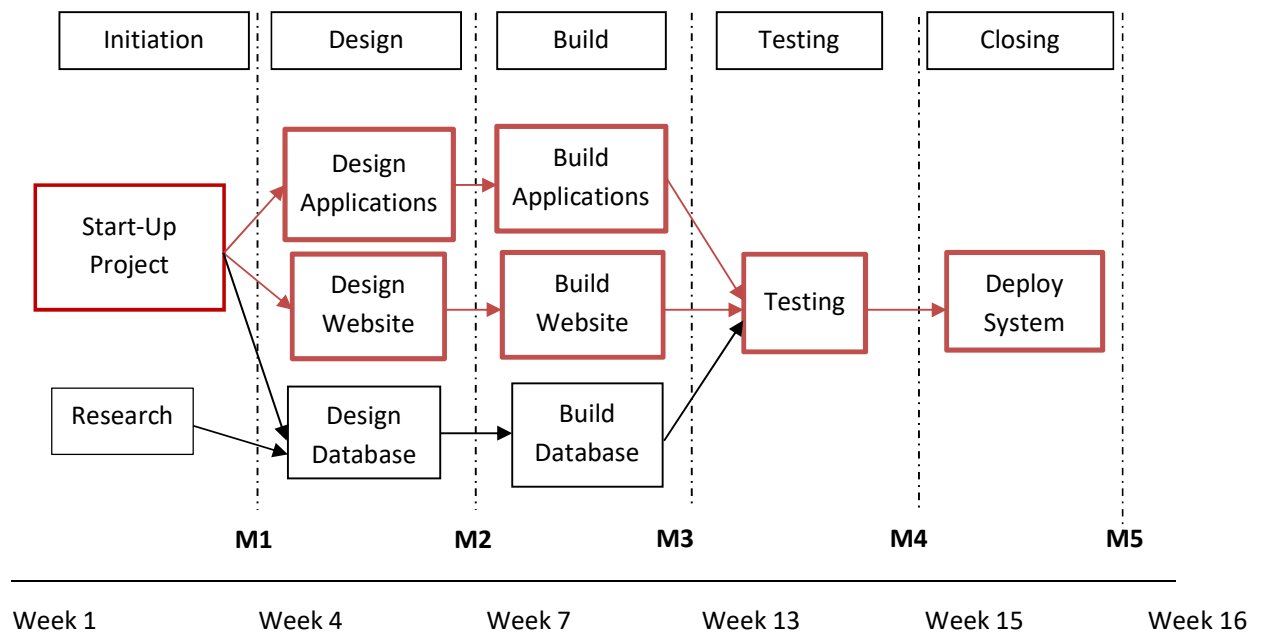 Initiation
Design
Build
Testing
Closing
Design
Applications
Build
Applications
Start-Up
Project
Design
Website
Build
Website
Testing
Deploy
System
Research
Design
Database
Build
Database
M1
M2
M3
M4
M5
Week 1
Week 4
Week 7
Week 13
Week 15
Week 16